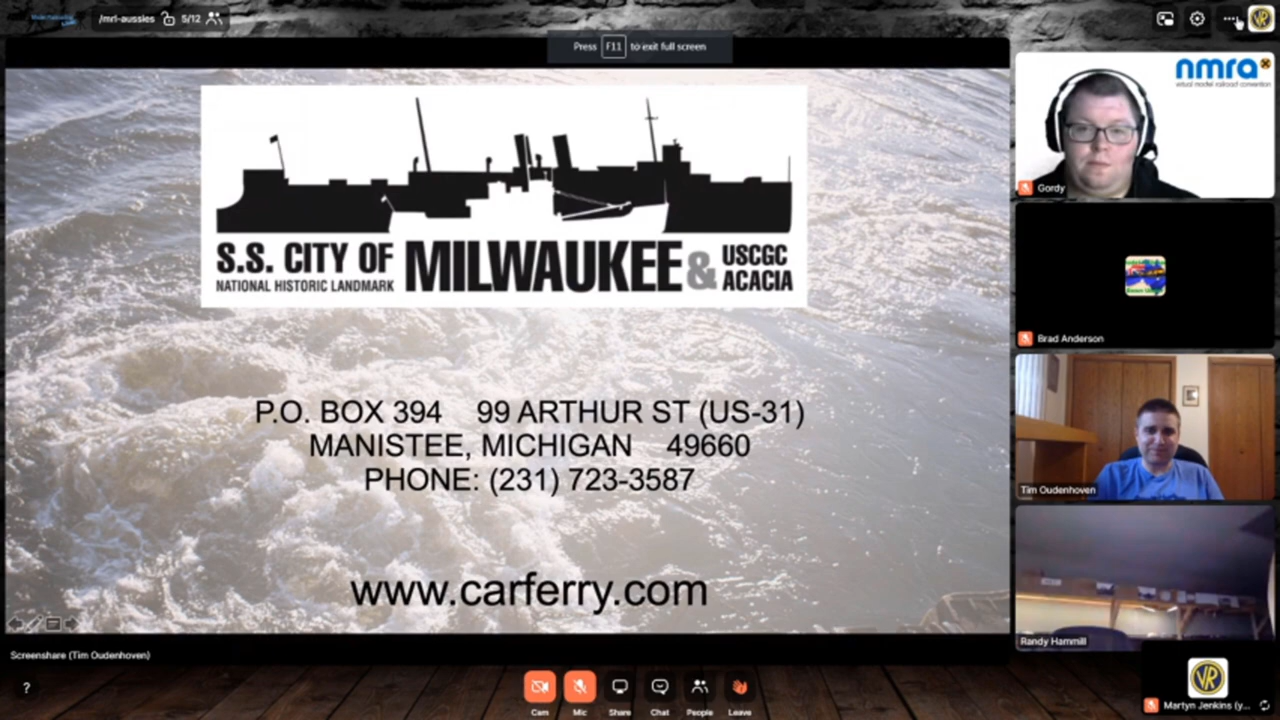 /mrl-aussies 5/12
Press F11 to exit full screen
S.S. CITY OF MILWAUKEE & USCGC ACACIA
NATIONAL HISTORIC LANDMARK
P.O. BOX 394 99 ARTHUR ST (US-31)
MANISTEE, MICHIGAN 49660
PHONE: (231) 723-3587
www.carferry.com
Screenshare (Tim Oudenhoven)
nmra
virtual model railroad convention
Gordy
Brad Anderson
Tim Oudenhoven
Randy Hammill
VR
VR
Martyn Jenkins (y...
?
Cam Mic Share Chat People Leave